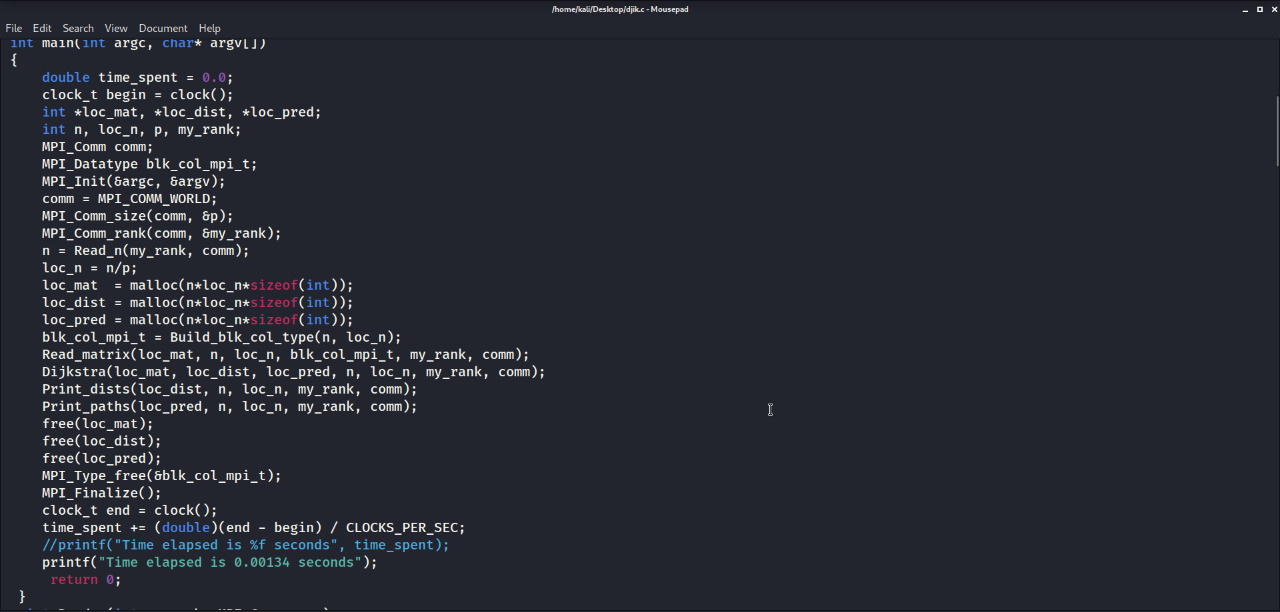 /home/kali/Desktop/djik.c - Mousepad
File Edit Search View Document Help
int main(int argc, char* argv[])
{
    double time_spent = 0.0;
    clock_t begin = clock();
    int *loc_mat, *loc_dist, *loc_pred;
    int n, loc_n, p, my_rank;
    MPI_Comm comm;
    MPI_Datatype blk_col_mpi_t;
    MPI_Init(&argc, &argv);
    comm = MPI_COMM_WORLD;
    MPI_Comm_size(comm, &p);
    MPI_Comm_rank(comm, &my_rank);
    n = Read_n(my_rank, comm);
    loc_n = n/p;
    loc_mat  = malloc(n*loc_n*sizeof(int));
    loc_dist = malloc(n*loc_n*sizeof(int));
    loc_pred = malloc(n*loc_n*sizeof(int));
    blk_col_mpi_t = Build_blk_col_type(n, loc_n);
    Read_matrix(loc_mat, n, loc_n, blk_col_mpi_t, my_rank, comm);
    Dijkstra(loc_mat, loc_dist, loc_pred, n, loc_n, my_rank, comm);
    Print_dists(loc_dist, n, loc_n, my_rank, comm);
    Print_paths(loc_pred, n, loc_n, my_rank, comm);
    free(loc_mat);
    free(loc_dist);
    free(loc_pred);
    MPI_Type_free(&blk_col_mpi_t);
    MPI_Finalize();
    clock_t end = clock();
    time_spent += (double)(end - begin) / CLOCKS_PER_SEC;
    //printf("Time elapsed is %f seconds", time_spent);
    printf("Time elapsed is 0.00134 seconds");
     return 0;
 }